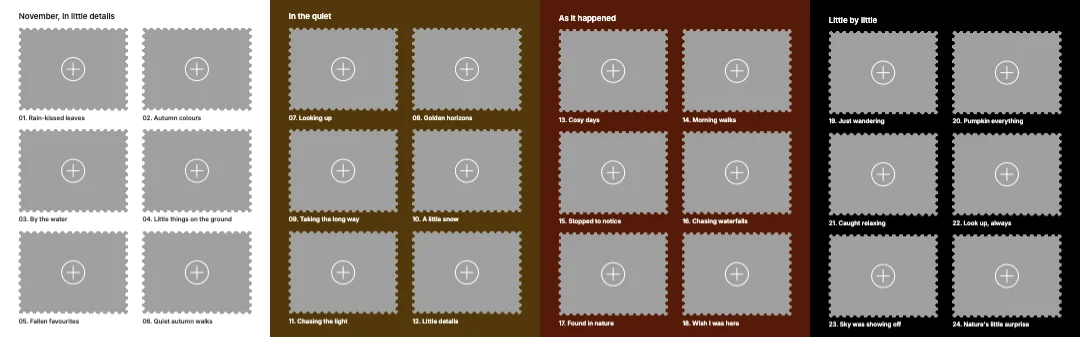 November, in little details
01. Rain-kissed leaves
02. Autumn colours
03. By the water
04. Little things on the ground
05. Fallen favourites
06. Quiet autumn walks
In the quiet
07. Looking up
08. Golden horizons
09. Taking the long way
10. A little snow
11. Chasing the light
12. Little details
As it happened
13. Cosy days
14. Morning walks
15. Stopped to notice
16. Chasing waterfalls
17. Found in nature
18. Wish I was here
Little by little
19. Just wandering
20. Pumpkin everything
21. Caught relaxing
22. Look up, always
23. Sky was showing off
24. Nature's little surprise